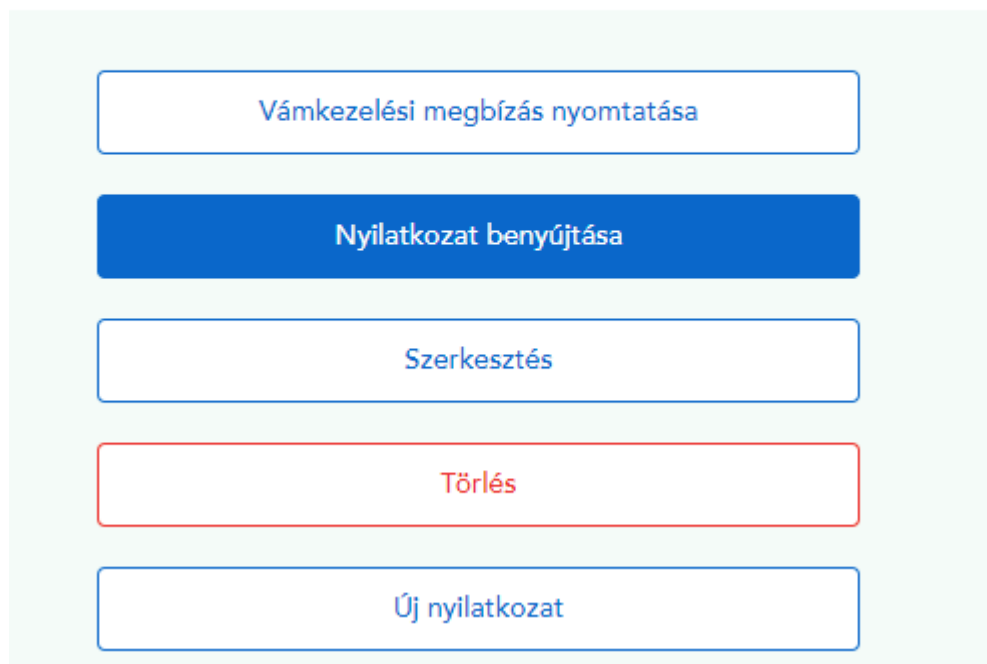 Vámkezelési megbízás nyomtatása
Nyilatkozat benyújtása
Szerkesztés
Törlés
Új nyilatkozat